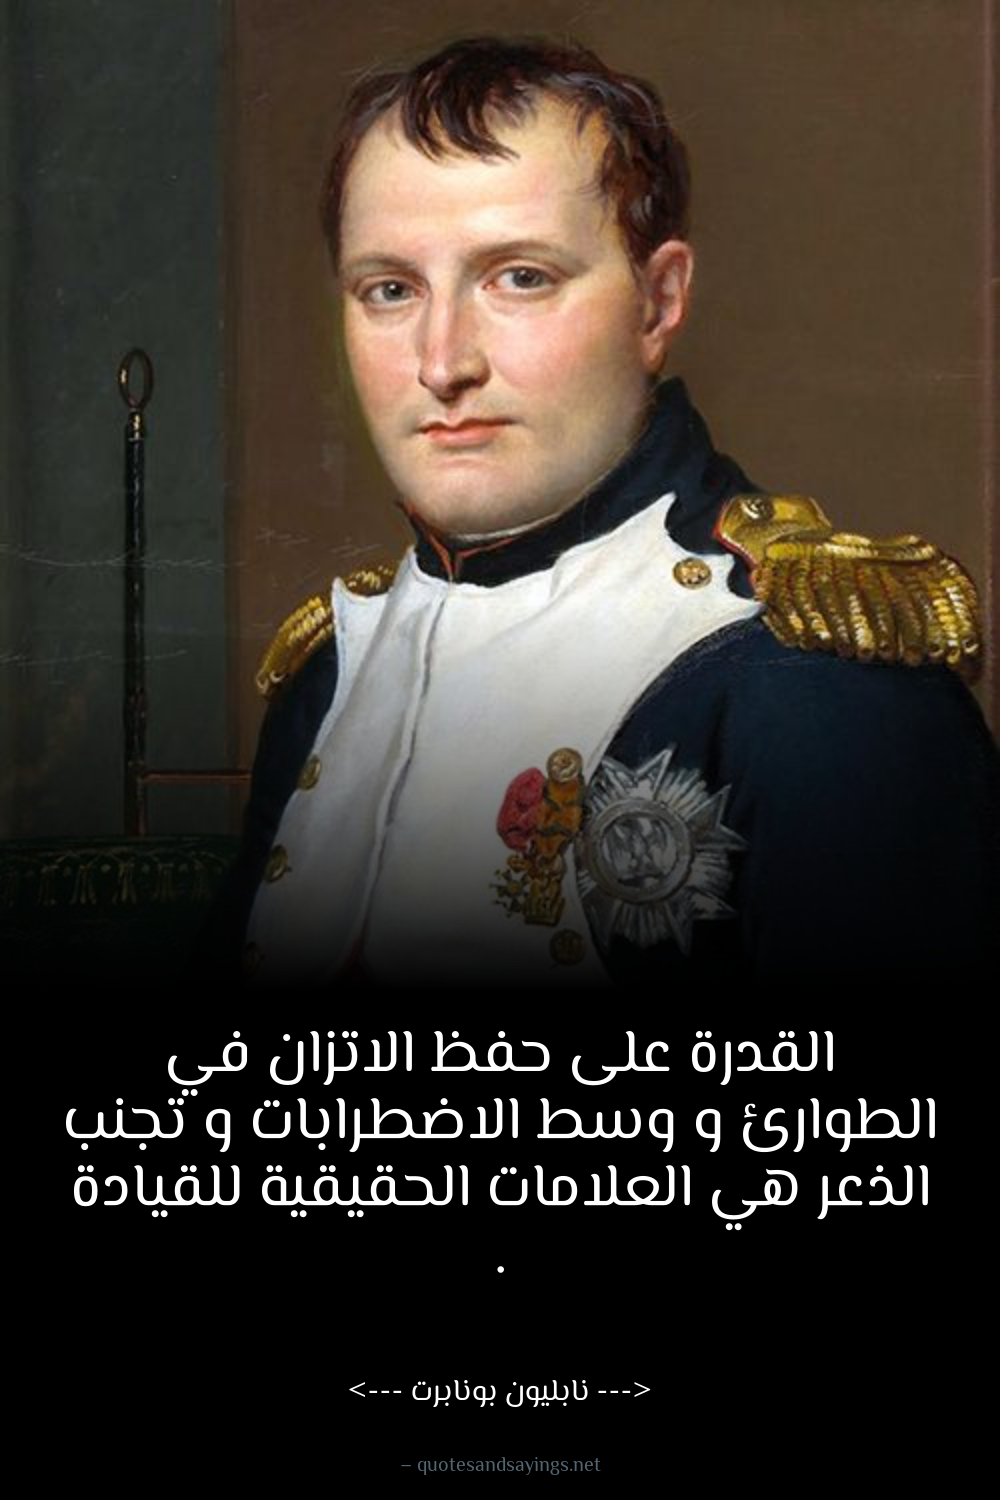 القدرة على حفظ الاتزان في
الطوارئ و وسط الاضطرابات و تجنب
الذعر هي العلامات الحقيقية للقيادة
.
<--- نابليون بونابرت --->
– quotesandsayings.net